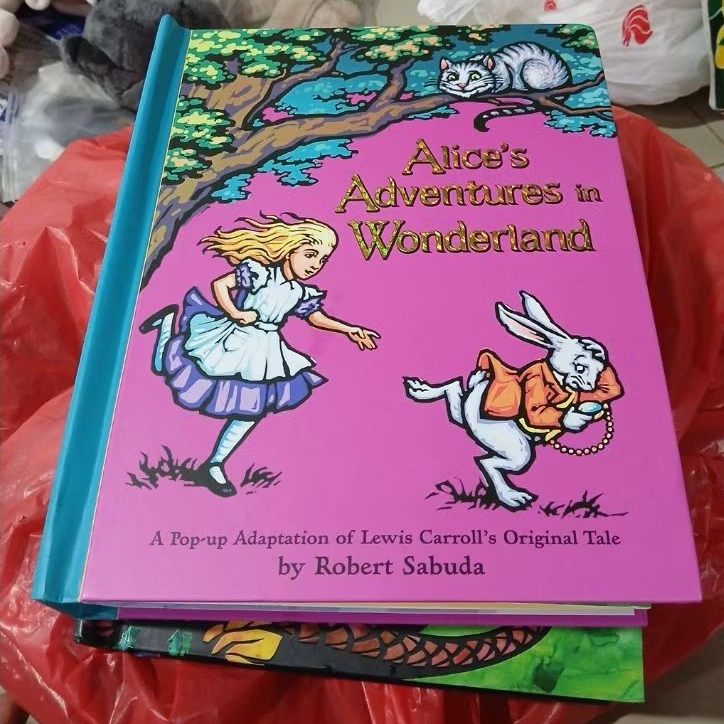 Alice's
Adventures in
Wonderland
A Pop-up Adaptation of Lewis Carroll's Original Tale
by Robert Sabuda